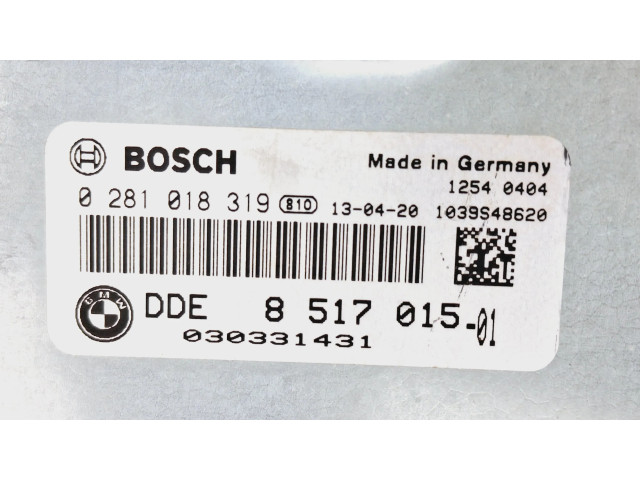 BOSCH Made in Germany
1254 0404
0 281 018 319 810 13-04-20 1039S48620
BMW DDE 8 517 015-01
030331431